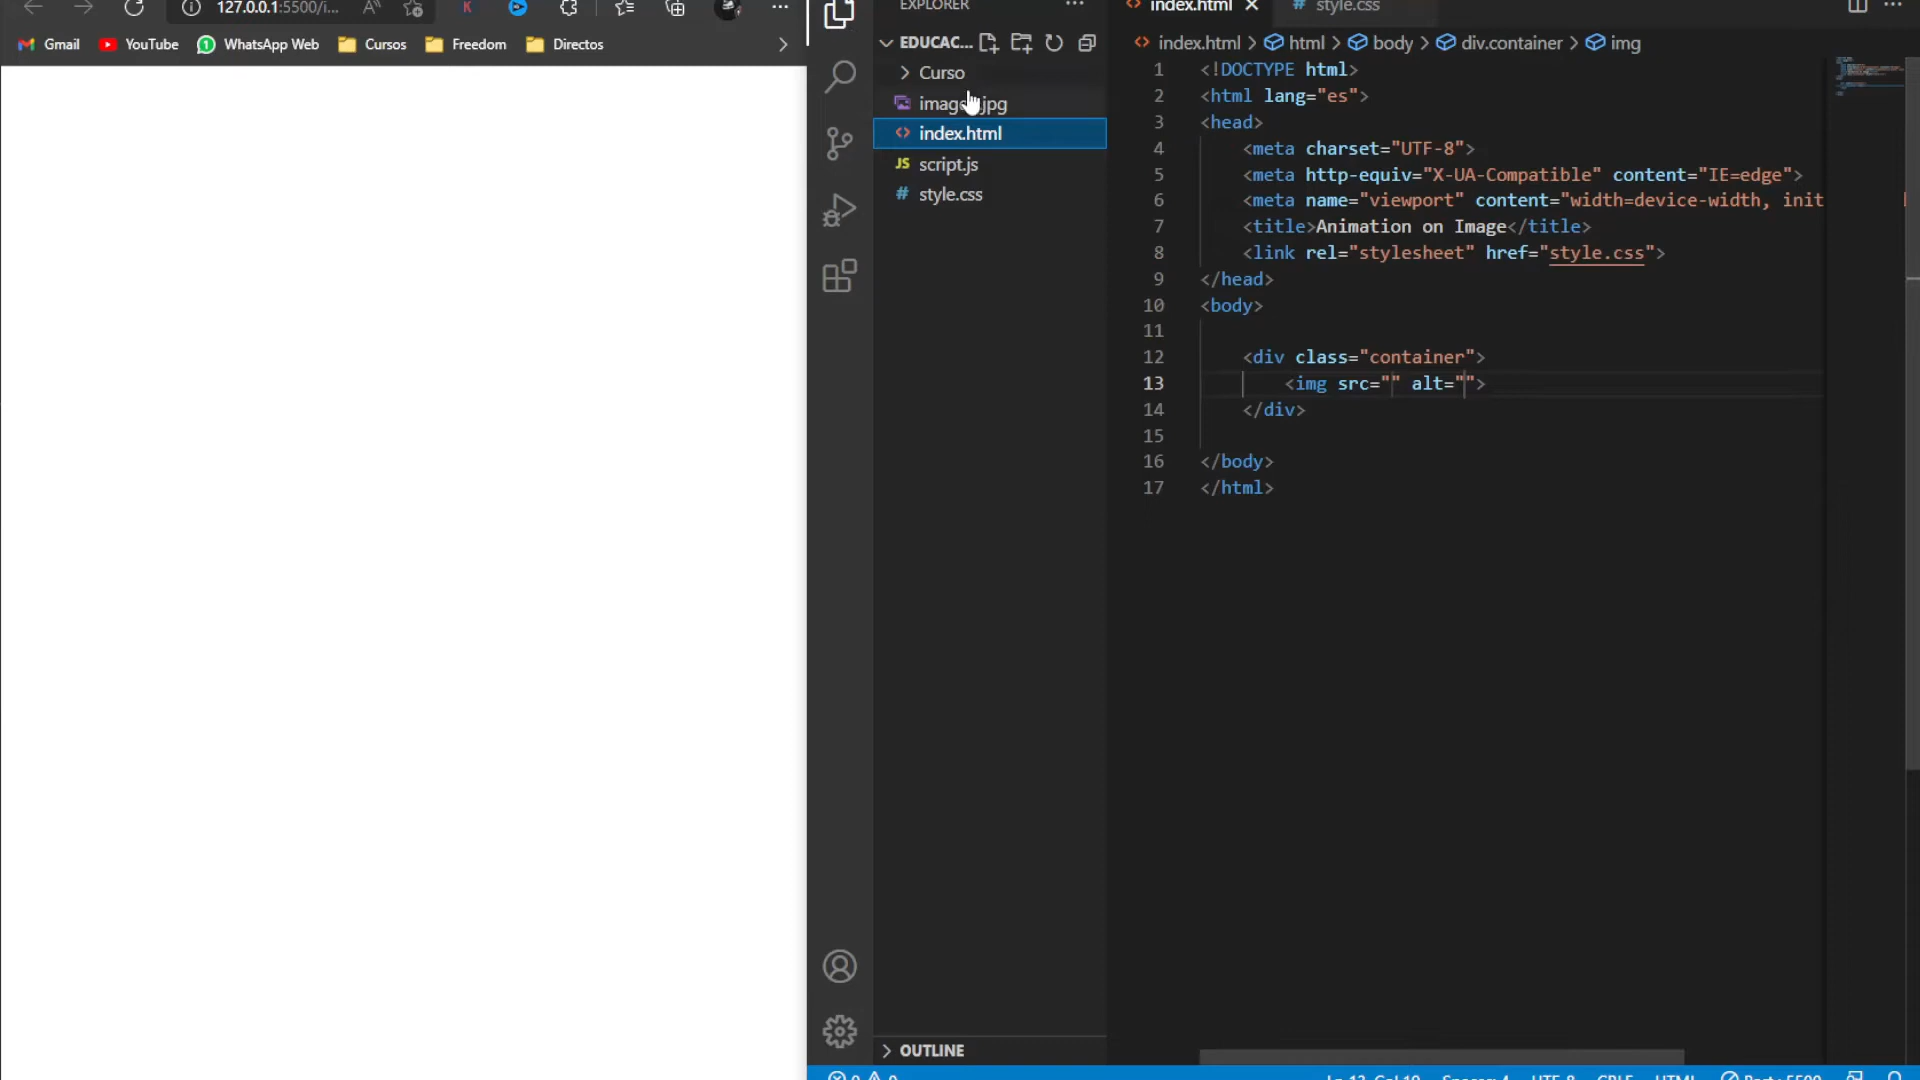 127.0.0.1:5500/i...
Gmail
YouTube
WhatsApp Web
Cursos
Freedom
Directos
EXPLORER
EDUCAC...
Curso
index.html
script.js
style.css
OUTLINE
index.html
style.css
index.html > html > body > div.container > img
1 <!DOCTYPE html>
2 <html lang="es">
3 <head>
4 <meta charset="UTF-8">
5 <meta http-equiv="X-UA-Compatible" content="IE=edge">
6 <meta name="viewport" content="width=device-width, init
7 <title>Animation on Image</title>
8 <link rel="stylesheet" href="style.css">
9 </head>
10 <body>
11
12 <div class="container">
13 <img src="" alt="">
14 </div>
15
16 </body>
17 </html>